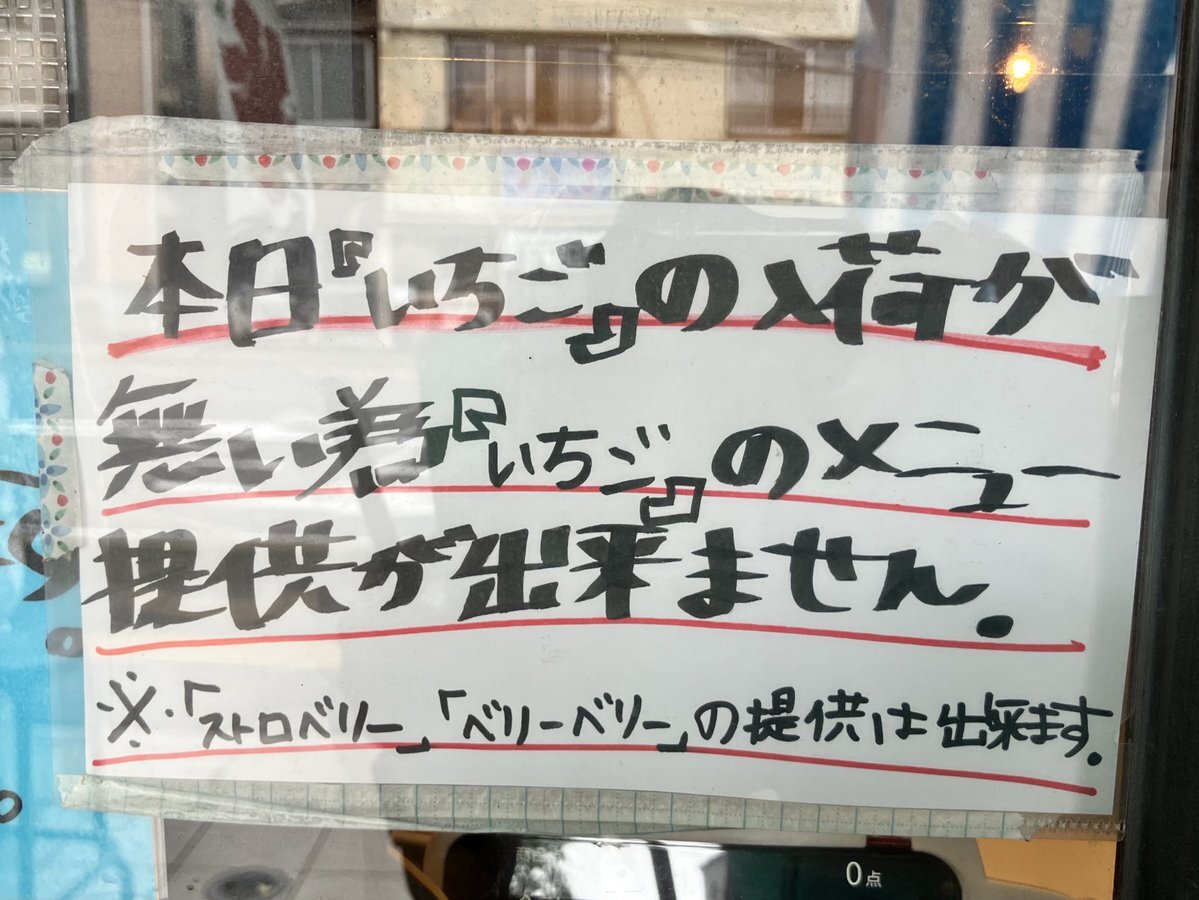 本日『いちご』の入荷が
無い為『いちご』のメニュー
提供が出来ません。
※.「ストロベリー」「ベリーベリー」の提供は出来ます.
0点